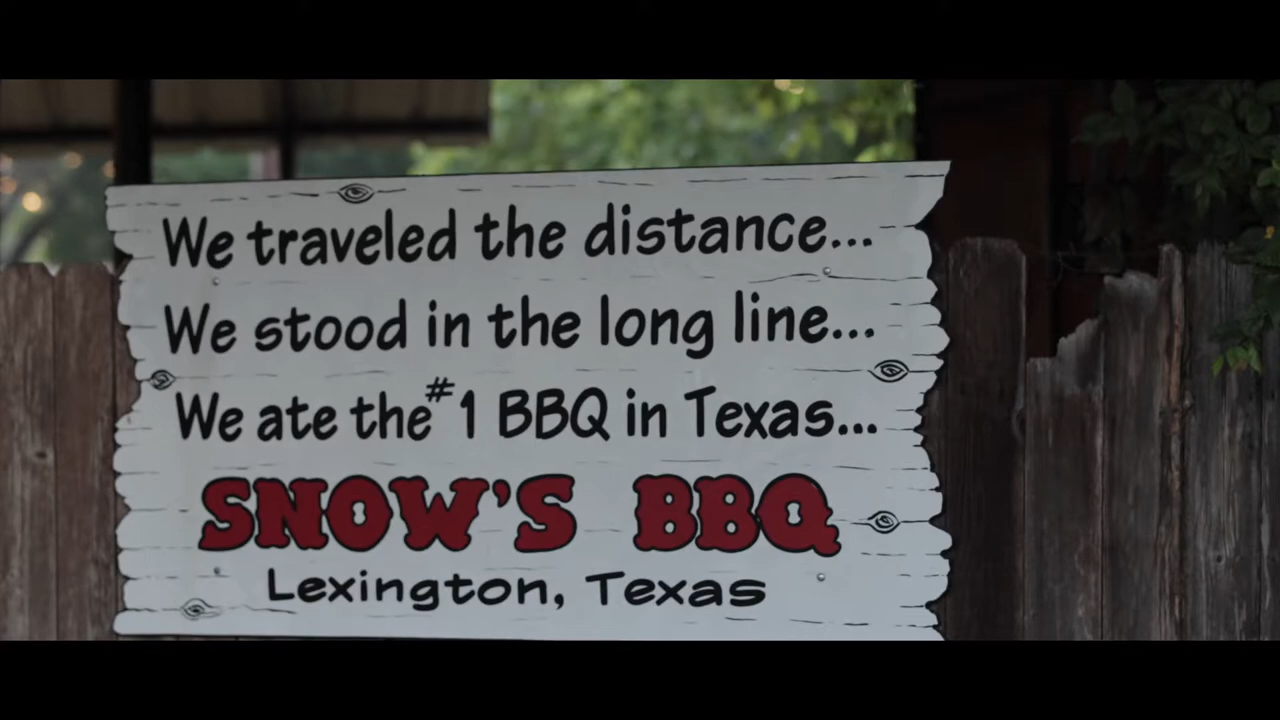 We traveled the distance...
We stood in the long line...
We ate the #1 BBQ in Texas...
SNOW'S BBQ
Lexington, Texas